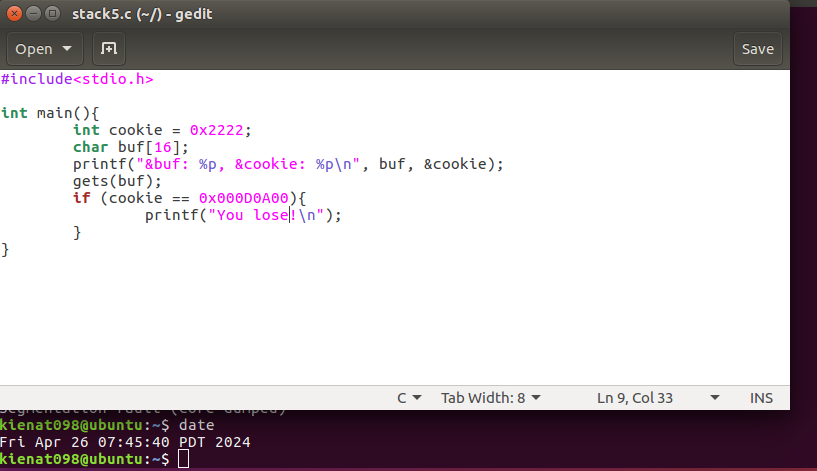 stack5.c (~/) - gedit
Open Save
#include<stdio.h>
int main(){
int cookie = 0x2222;
char buf[16];
printf("&buf: %p, &cookie: %p\n", buf, &cookie);
gets(buf);
if (cookie == 0x000D0A00){
printf("You lose!\n");
}
}
C Tab Width: 8 Ln 9, Col 33 INS
Segmentation fault (core dumped)
kienat098@ubuntu:~$ date
Fri Apr 26 07:45:40 PDT 2024
kienat098@ubuntu:~$